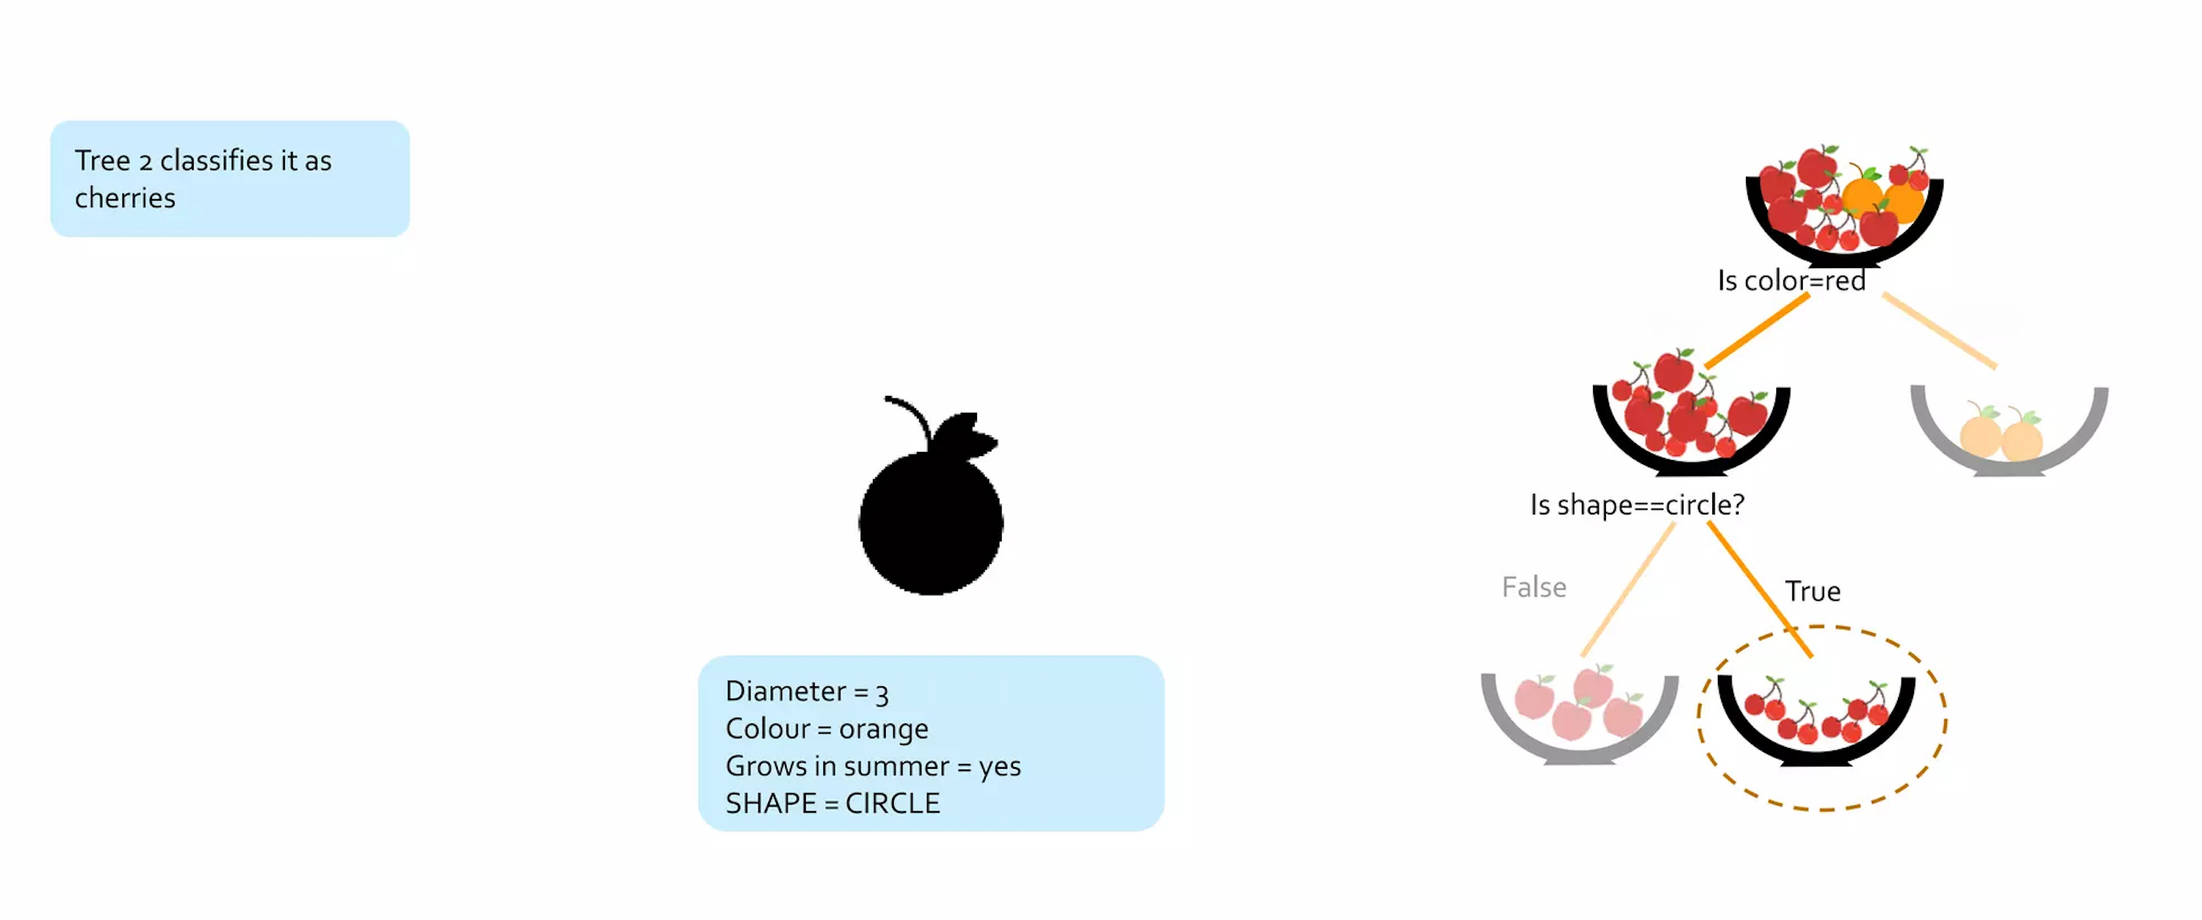 Tree 2 classifies it as
cherries
Is color=red
Is shape==circle?
False
True
Diameter = 3
Colour = orange
Grows in summer = yes
SHAPE = CIRCLE